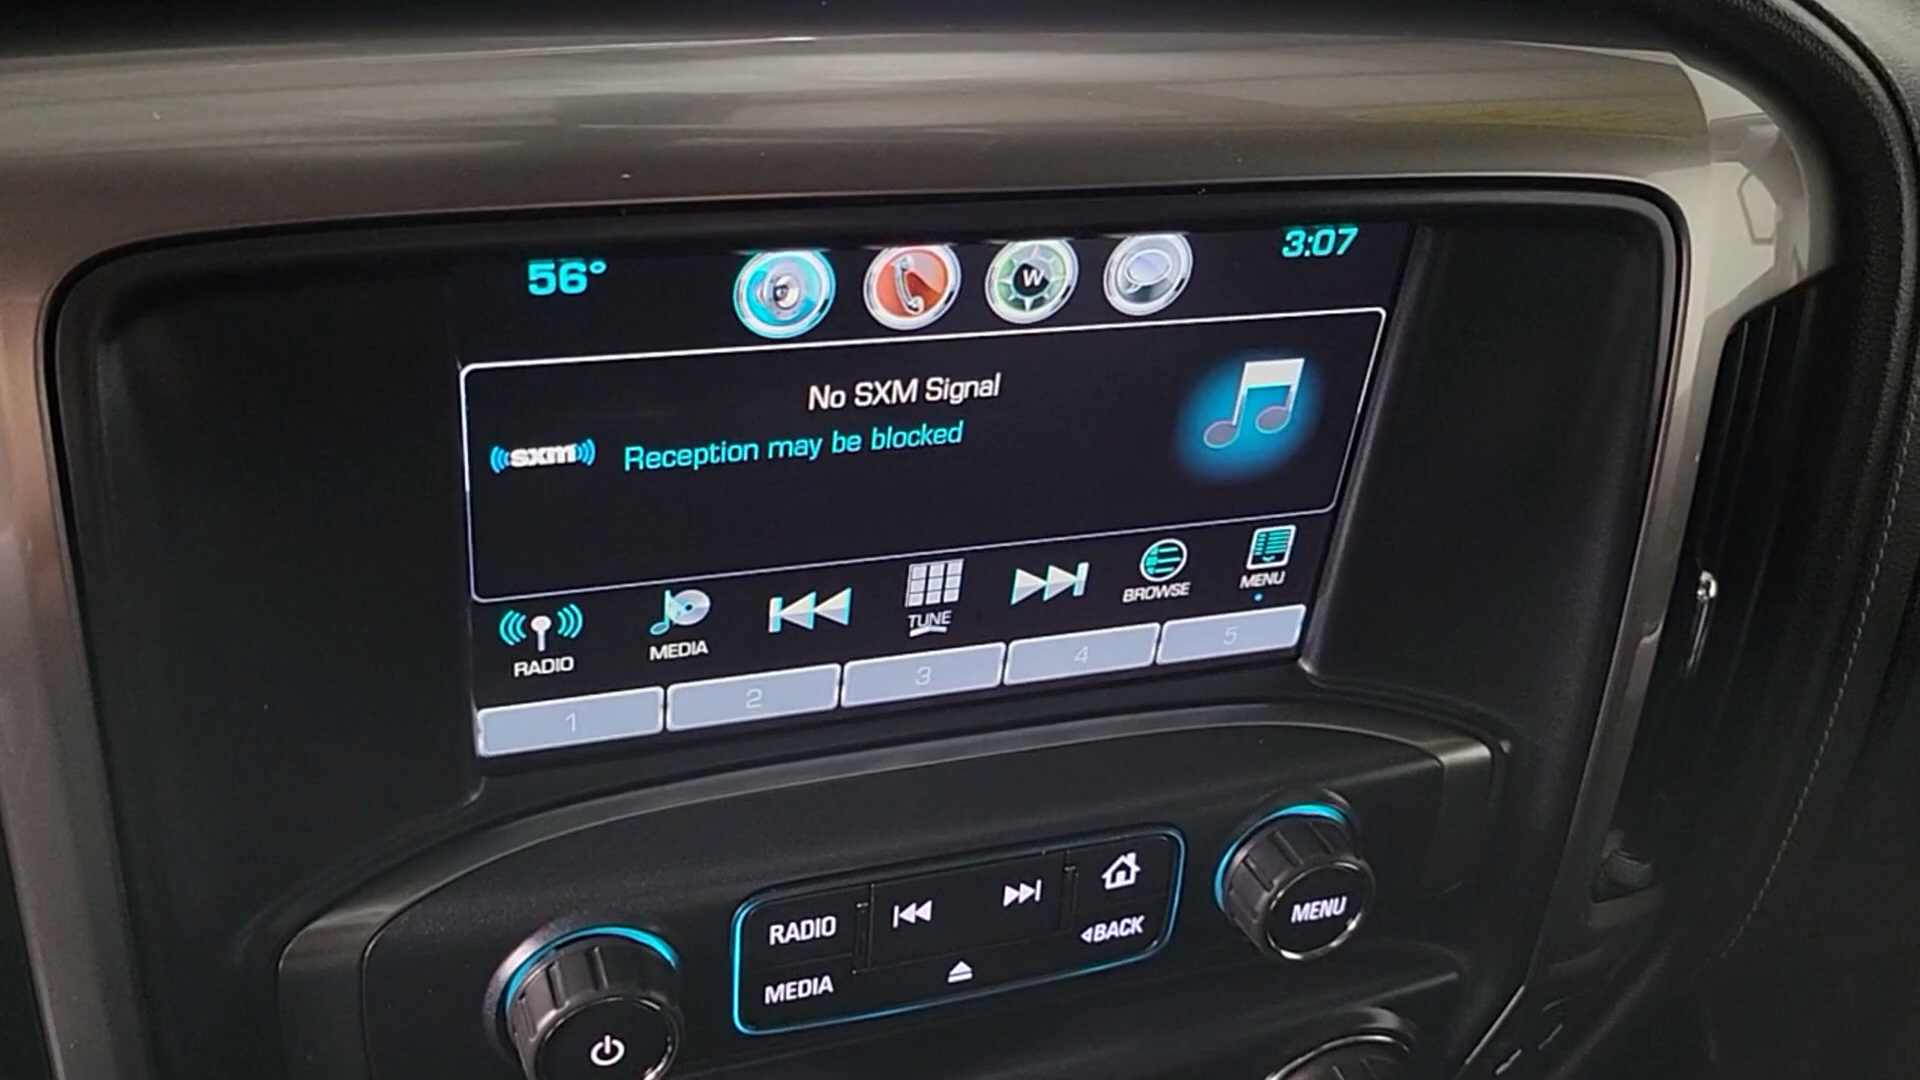 56°
W
3:07
No SXM Signal
((sxm))
Reception may be blocked
RADIO
MEDIA
TUNE
BROWSE
MENU
1
2
3
4
5
RADIO
MEDIA
BACK
MENU